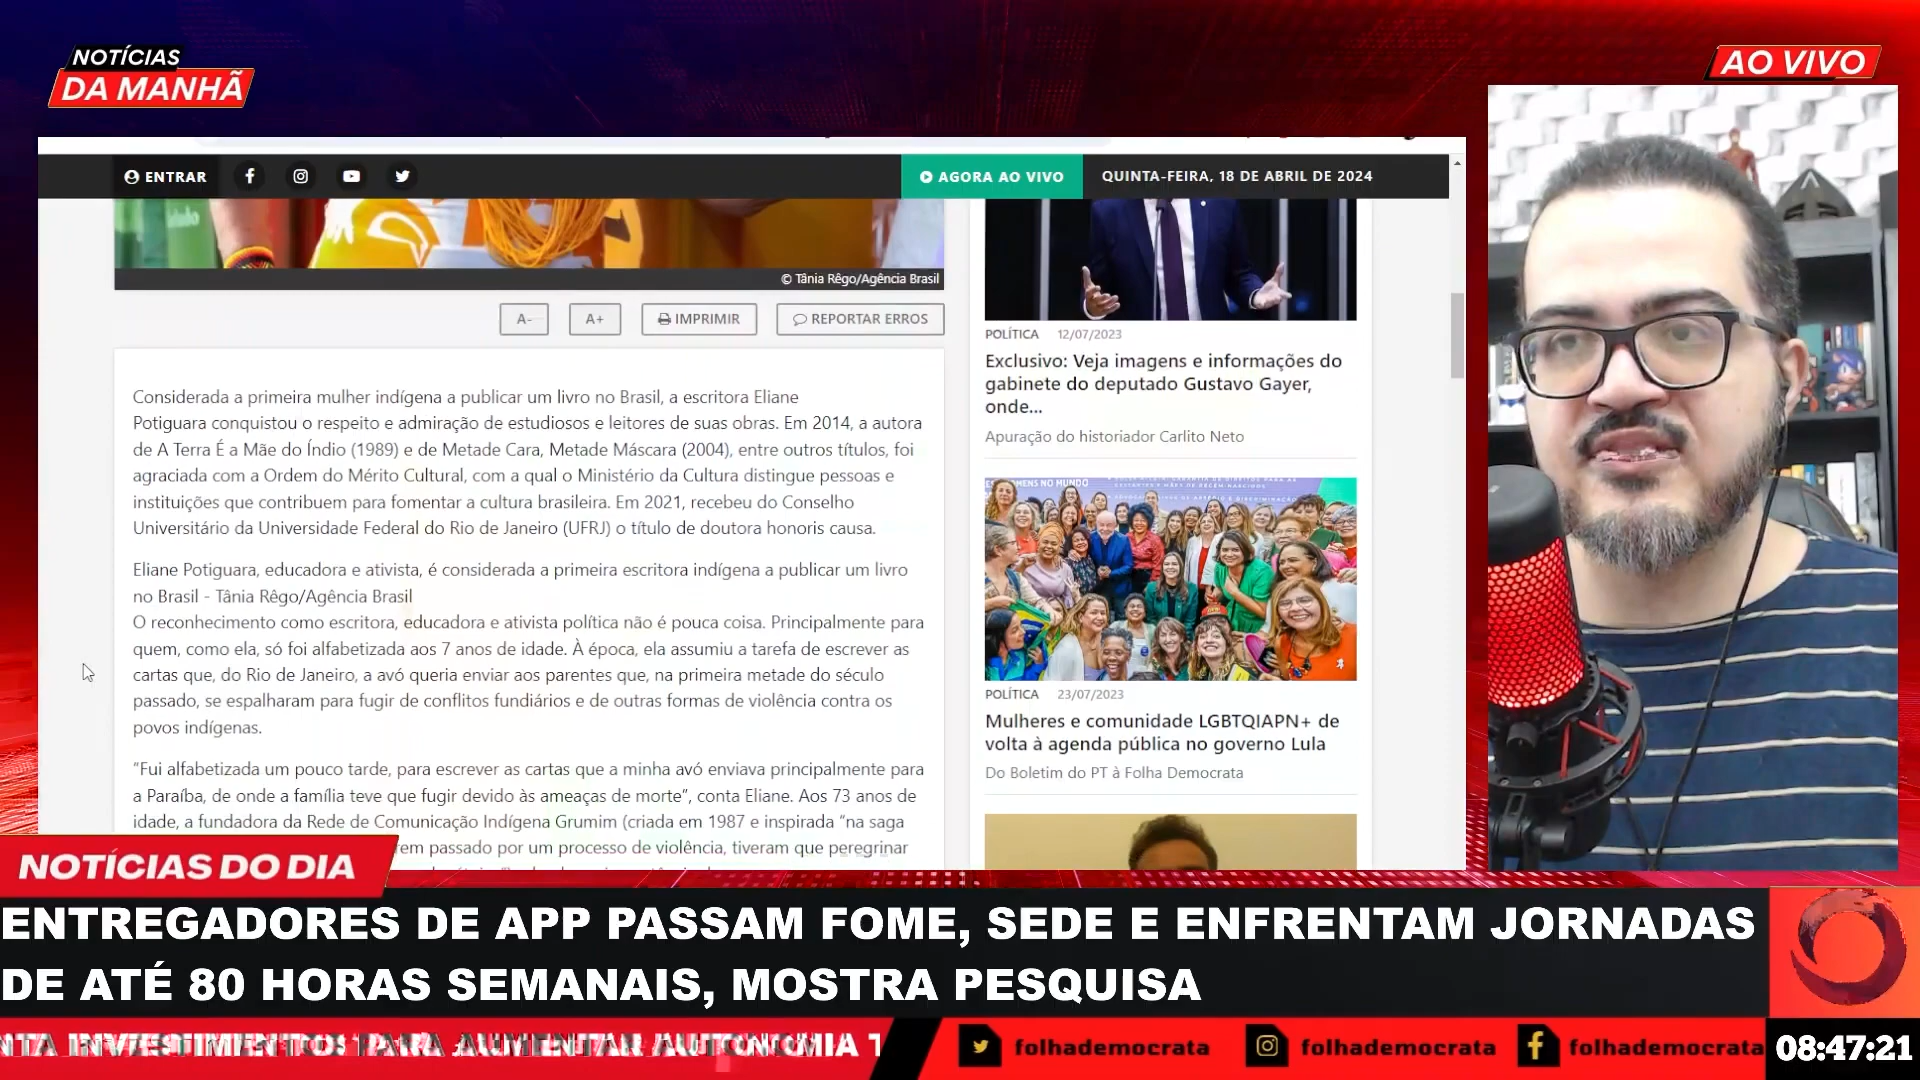 NOTÍCIAS
DA MANHÃ
AO VIVO
ENTRAR
AGORA AO VIVO
QUINTA-FEIRA, 18 DE ABRIL DE 2024
© Tânia Rêgo/Agência Brasil
A-
A+
IMPRIMIR
REPORTAR ERROS
Considerada a primeira mulher indígena a publicar um livro no Brasil, a escritora Eliane
Potiguara conquistou o respeito e admiração de estudiosos e leitores de suas obras. Em 2014, a autora
de A Terra É a Mãe do Índio (1989) e de Metade Cara, Metade Máscara (2004), entre outros títulos, foi
agraciada com a Ordem do Mérito Cultural, com a qual o Ministério da Cultura distingue pessoas e
instituições que contribuem para fomentar a cultura brasileira. Em 2021, recebeu do Conselho
Universitário da Universidade Federal do Rio de Janeiro (UFRJ) o título de doutora honoris causa.
Eliane Potiguara, educadora e ativista, é considerada a primeira escritora indígena a publicar um livro
no Brasil - Tânia Rêgo/Agência Brasil
O reconhecimento como escritora, educadora e ativista política não é pouca coisa. Principalmente para
quem, como ela, só foi alfabetizada aos 7 anos de idade. À época, ela assumiu a tarefa de escrever as
cartas que, do Rio de Janeiro, a avó queria enviar aos parentes que, na primeira metade do século
passado, se espalharam para fugir de conflitos fundiários e de outras formas de violência contra os
povos indígenas.
“Fui alfabetizada um pouco tarde, para escrever as cartas que a minha avó enviava principalmente para
a Paraíba, de onde a família teve que fugir devido às ameaças de morte”, conta Eliane. Aos 73 anos de
idade, a fundadora da Rede de Comunicação Indígena Grumim (criada em 1987 e inspirada “na saga
passado por um processo de violência, tiveram que peregrinar
POLÍTICA 12/07/2023
Exclusivo: Veja imagens e informações do
gabinete do deputado Gustavo Gayer,
onde...
Apuração do historiador Carlito Neto
POLÍTICA 23/07/2023
Mulheres e comunidade LGBTQIAPN+ de
volta à agenda pública no governo Lula
Do Boletim do PT à Folha Democrata
NOTÍCIAS DO DIA
ENTREGADORES DE APP PASSAM FOME, SEDE E ENFRENTAM JORNADAS
DE ATÉ 80 HORAS SEMANAIS, MOSTRA PESQUISA
INVESTIMENTOS PARA AUMENTAR AUTONOMIA
folhademocrata
folhademocrata
folhademocrata
08:47:21